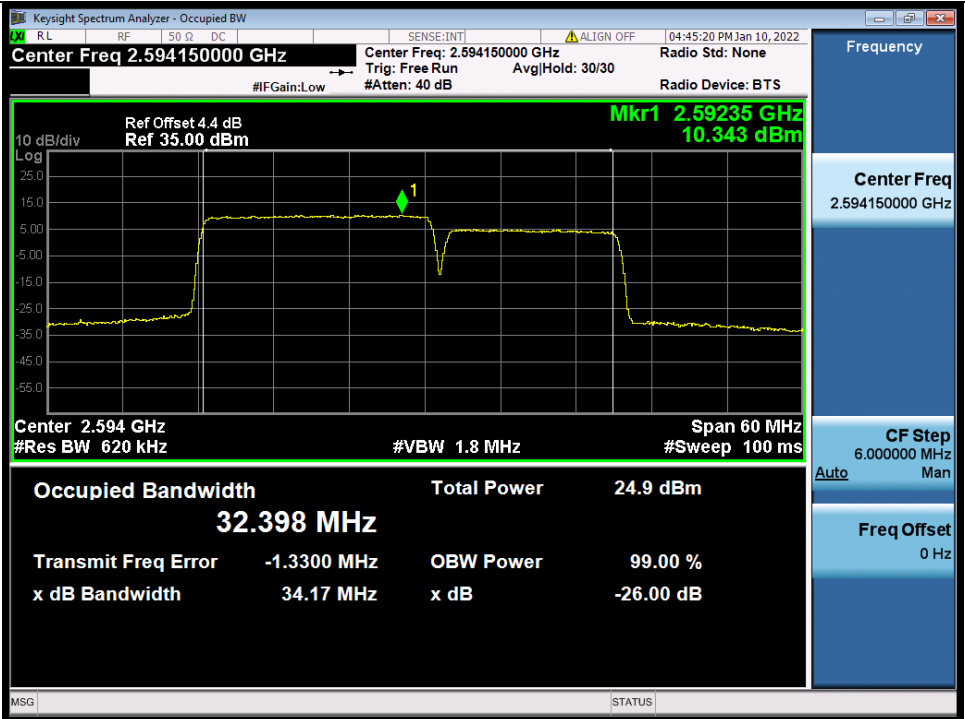 Keysight Spectrum Analyzer - Occupied BW
LXI RL RF 50 Ω DC SENSE:INT ALIGN OFF 04:45:20 PM Jan 10, 2022
Center Freq 2.594150000 GHz
Center Freq: 2.594150000 GHz Radio Std: None
Trig: Free Run Avg|Hold: 30/30
#IFGain:Low #Atten: 40 dB Radio Device: BTS
Mkr1 2.59235 GHz
10.343 dBm
Ref Offset 4.4 dB
10 dB/div Ref 35.00 dBm
Log
25.0
1
15.0
5.00
-5.00
-15.0
-25.0
-35.0
-45.0
-55.0
Center 2.594 GHz Span 60 MHz
#Res BW 620 kHz #VBW 1.8 MHz #Sweep 100 ms
Occupied Bandwidth Total Power 24.9 dBm
32.398 MHz
Transmit Freq Error -1.3300 MHz OBW Power 99.00 %
x dB Bandwidth 34.17 MHz x dB -26.00 dB
MSG STATUS
Frequency
Center Freq
2.594150000 GHz
CF Step
6.000000 MHz
Auto Man
Freq Offset
0 Hz